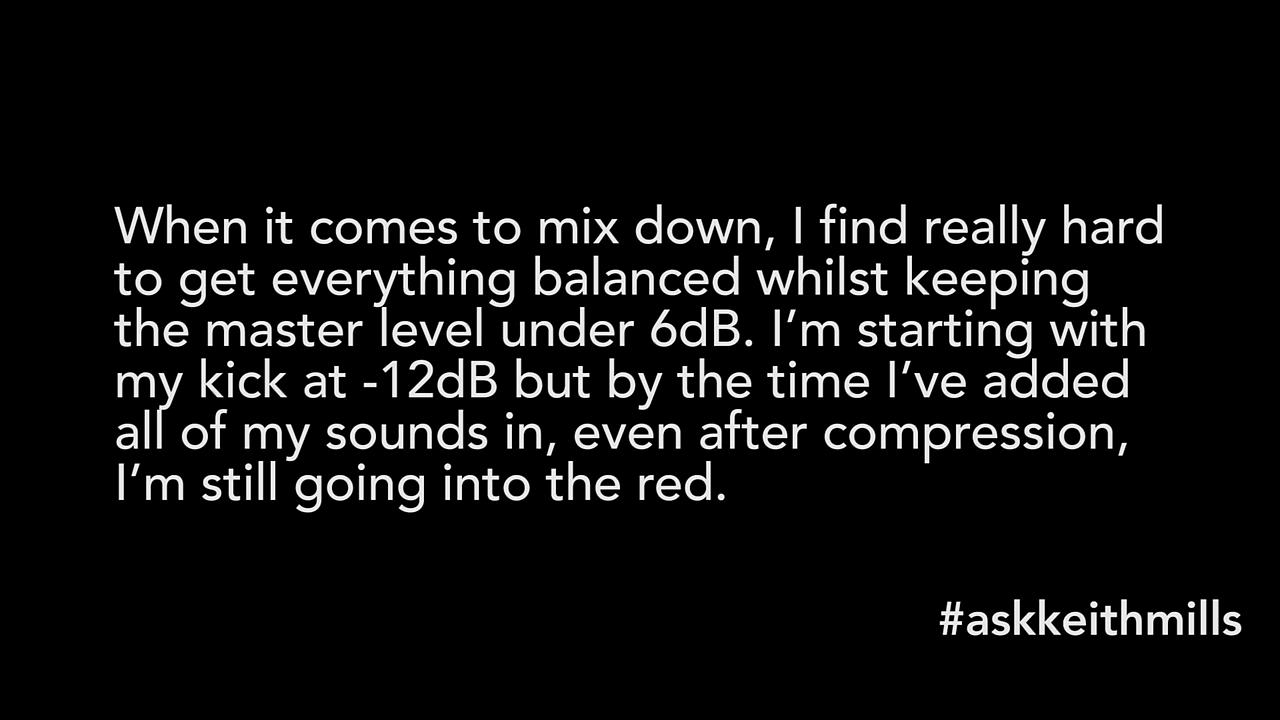 When it comes to mix down, I find really hard
to get everything balanced whilst keeping
the master level under 6dB. I’m starting with
my kick at -12dB but by the time I’ve added
all of my sounds in, even after compression,
I’m still going into the red.
#askkeithmills